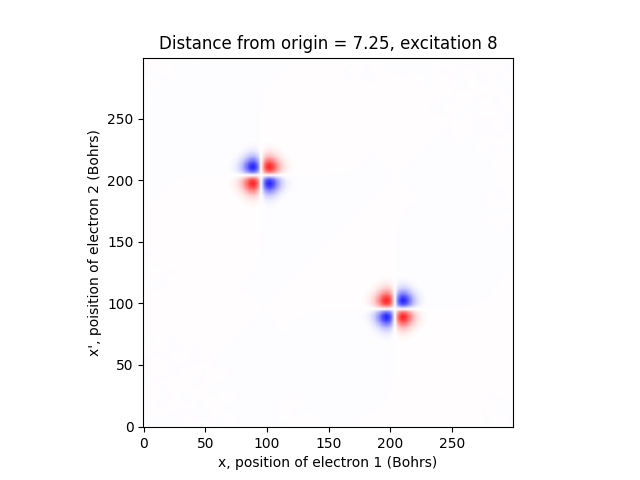 Distance from origin = 7.25, excitation 8
250
200
150
100
50
0
x', poisition of electron 2 (Bohrs)
0 50 100 150 200 250
x, position of electron 1 (Bohrs)